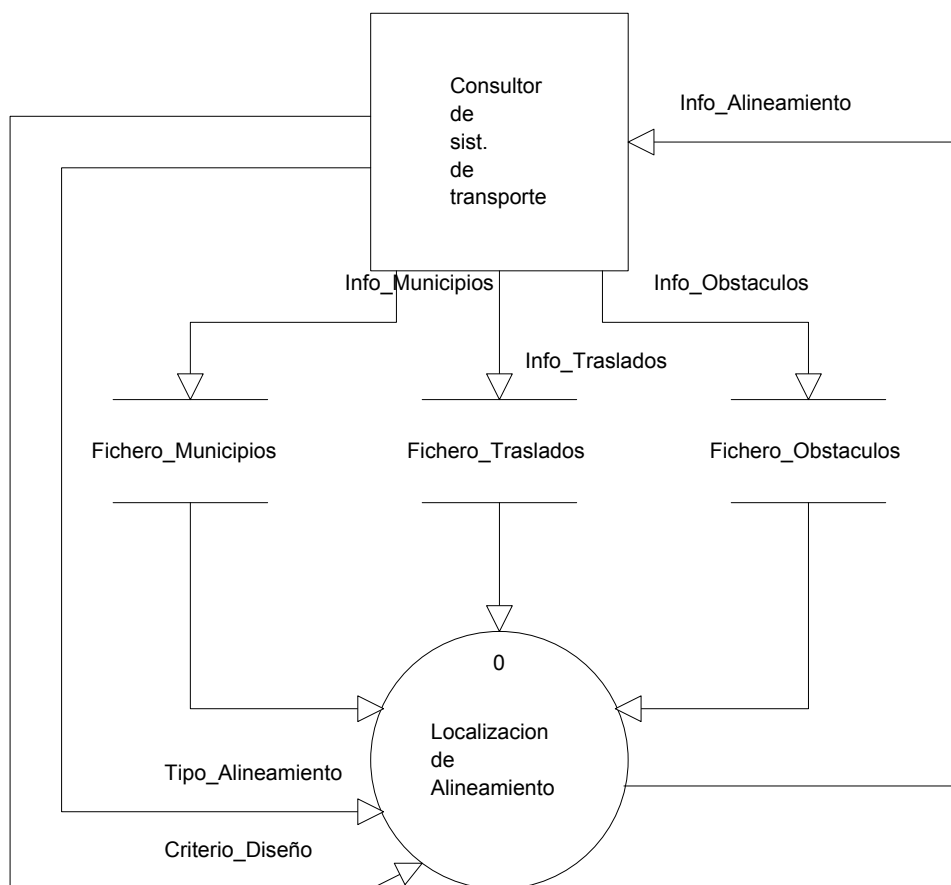 Consultor
de
sist.
de
transporte
Info_Alineamiento
Info_Municipios
Info_Obstaculos
Info_Traslados
Fichero_Municipios
Fichero_Traslados
Fichero_Obstaculos
0
Localizacion
de
Alineamiento
Tipo_Alineamiento
Criterio_Diseño